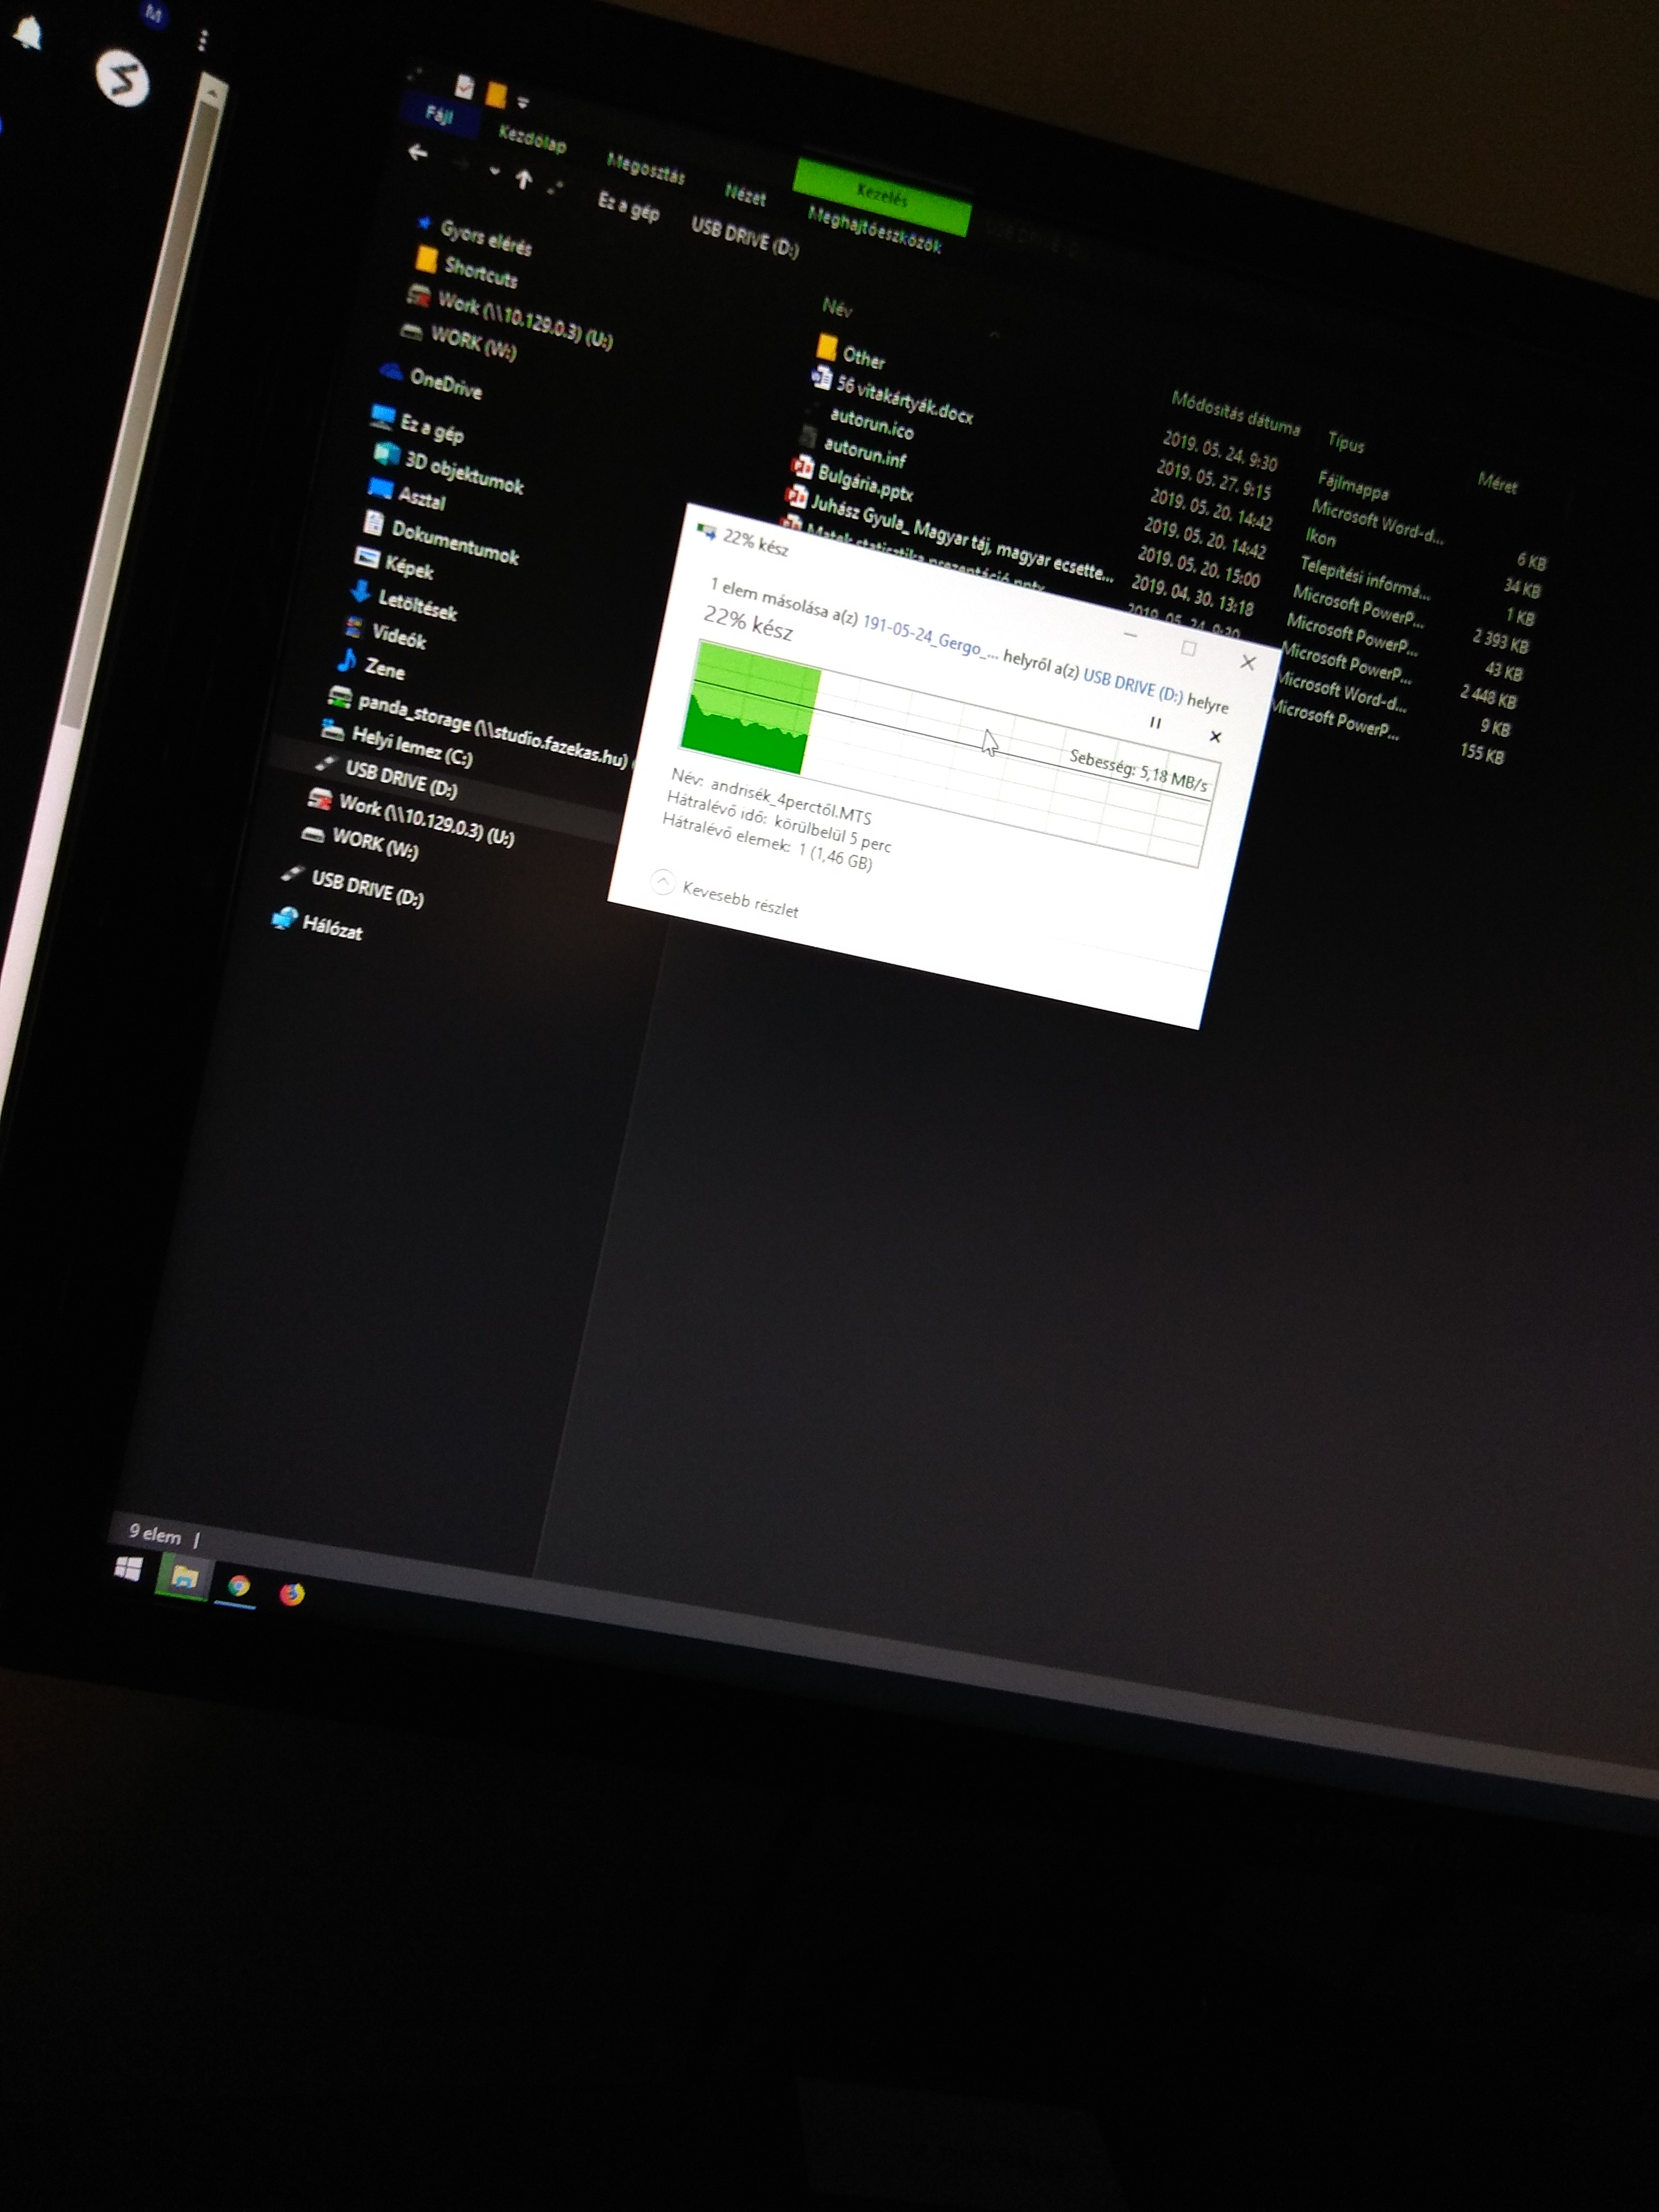 M
Fájl
Kezdőlap
Megosztás
Nézet
Kezelés
Meghajtóeszközök
Ez a gép
USB DRIVE (D:)
Gyors elérés
Shortcuts
Work (\\10.129.0.3) (U:)
WORK (W:)
OneDrive
Ez a gép
3D objektumok
Asztal
Dokumentumok
Képek
Letöltések
Videók
Zene
panda_storage (\\studio.fazekas.hu)
Helyi lemez (C:)
USB DRIVE (D:)
Work (\\10.129.0.3) (U:)
WORK (W:)
USB DRIVE (D:)
Hálózat
Név Módosítás dátuma Típus Méret
Other 2019. 05. 24. 9:30 Fájlmappa
56 vitakártyák.docx 2019. 05. 27. 9:15 Microsoft Word-d... 6 KB
autorun.ico 2019. 05. 20. 14:42 Ikon 34 KB
autorun.inf 2019. 05. 20. 14:42 Telepítési informá... 1 KB
Bulgária.pptx 2019. 05. 20. 15:00 Microsoft PowerP... 2 393 KB
Juhász Gyula_ Magyar táj, magyar ecsette... 2019. 04. 30. 13:18 Microsoft PowerP... 43 KB
Matek statisztika prezentáció.pptx 2019. 05. 24. 9:30 Microsoft PowerP... 2 448 KB
Microsoft Word-d... 9 KB
Microsoft PowerP... 155 KB
22% kész
1 elem másolása a(z) 191-05-24_Gergo_... helyről a(z) USB DRIVE (D:) helyre
22% kész
Sebesség: 5,18 MB/s
Név: andrisék_4perctől.MTS
Hátralévő idő: körülbelül 5 perc
Hátralévő elemek: 1 (1,46 GB)
Kevesebb részlet
9 elem